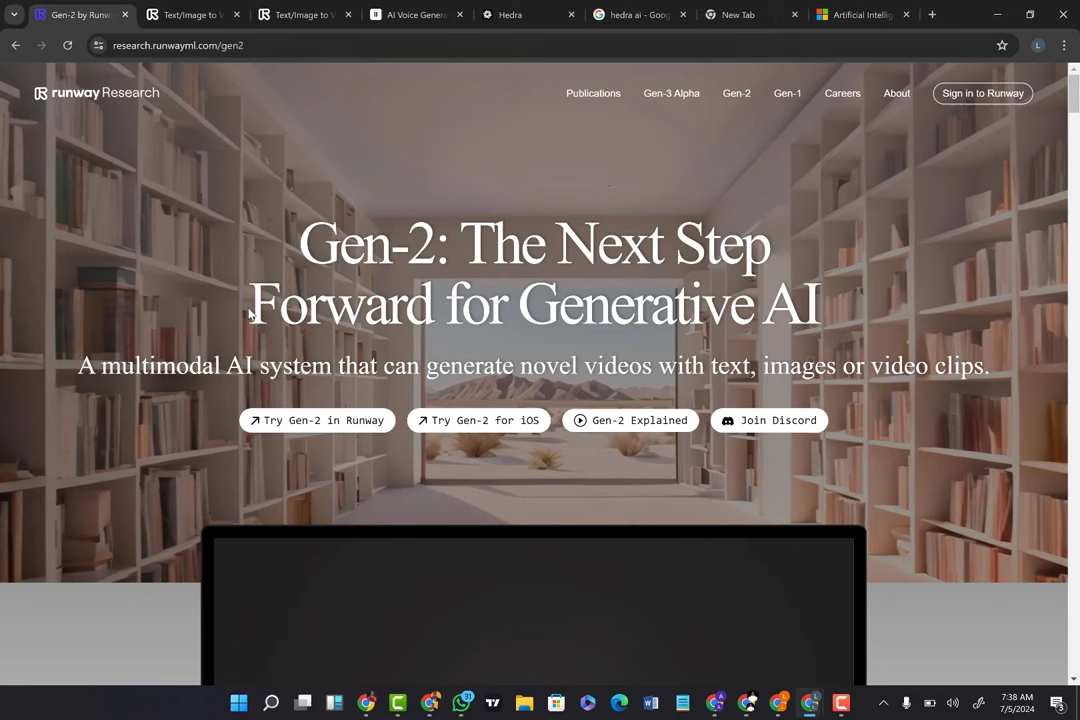 Gen-2 by Runw
Text/Image to V
Text/Image to V
AI Voice Genera
Hedra
hedra ai - Goog
New Tab
Artificial Intellig
research.runwayml.com/gen2
L
runway Research
Publications
Gen-3 Alpha
Gen-2
Gen-1
Careers
About
Sign in to Runway
Gen-2: The Next Step
Forward for Generative AI
A multimodal AI system that can generate novel videos with text, images or video clips.
Try Gen-2 in Runway
Try Gen-2 for iOS
Gen-2 Explained
Join Discord
31
7:38 AM
7/5/2024
3